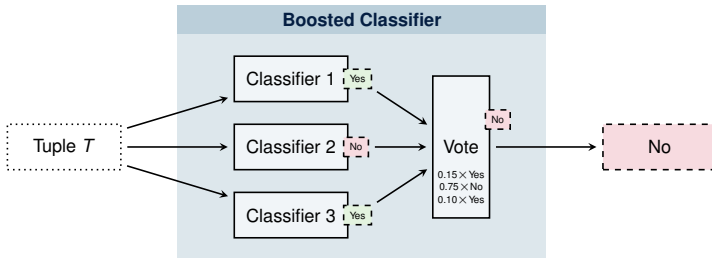 Boosted Classifier
Tuple T
Classifier 1
Yes
Classifier 2
No
Classifier 3
Yes
Vote
No
0.15×Yes
0.75×No
0.10×Yes
No